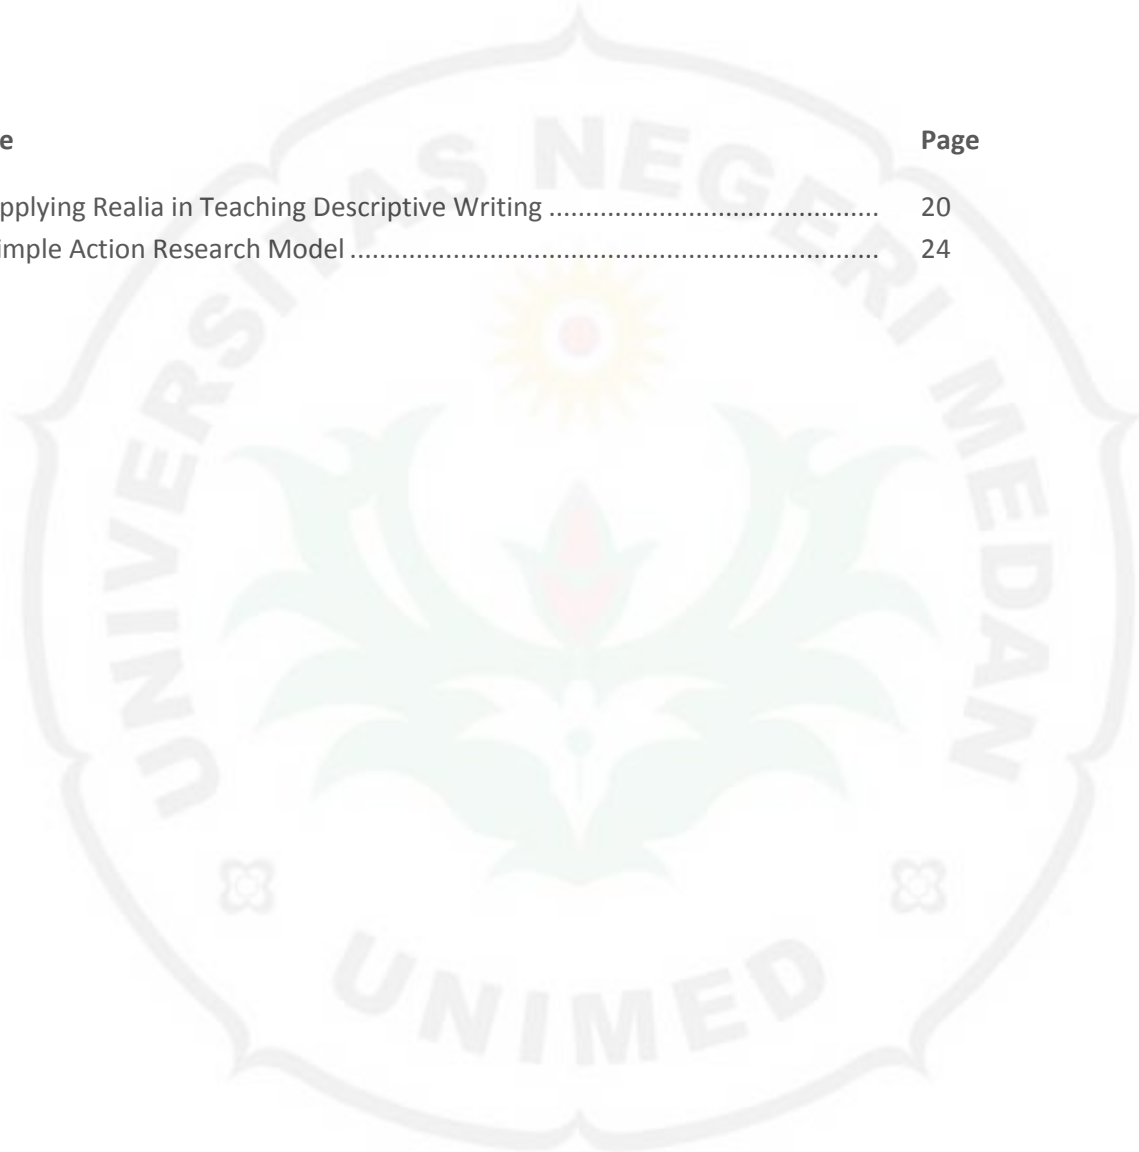 e Page
pplying Realia in Teaching Descriptive Writing ............................................. 20
imple Action Research Model ........................................................................ 24
UNIVERSITAS NEGERI MEDAN
UNIMED